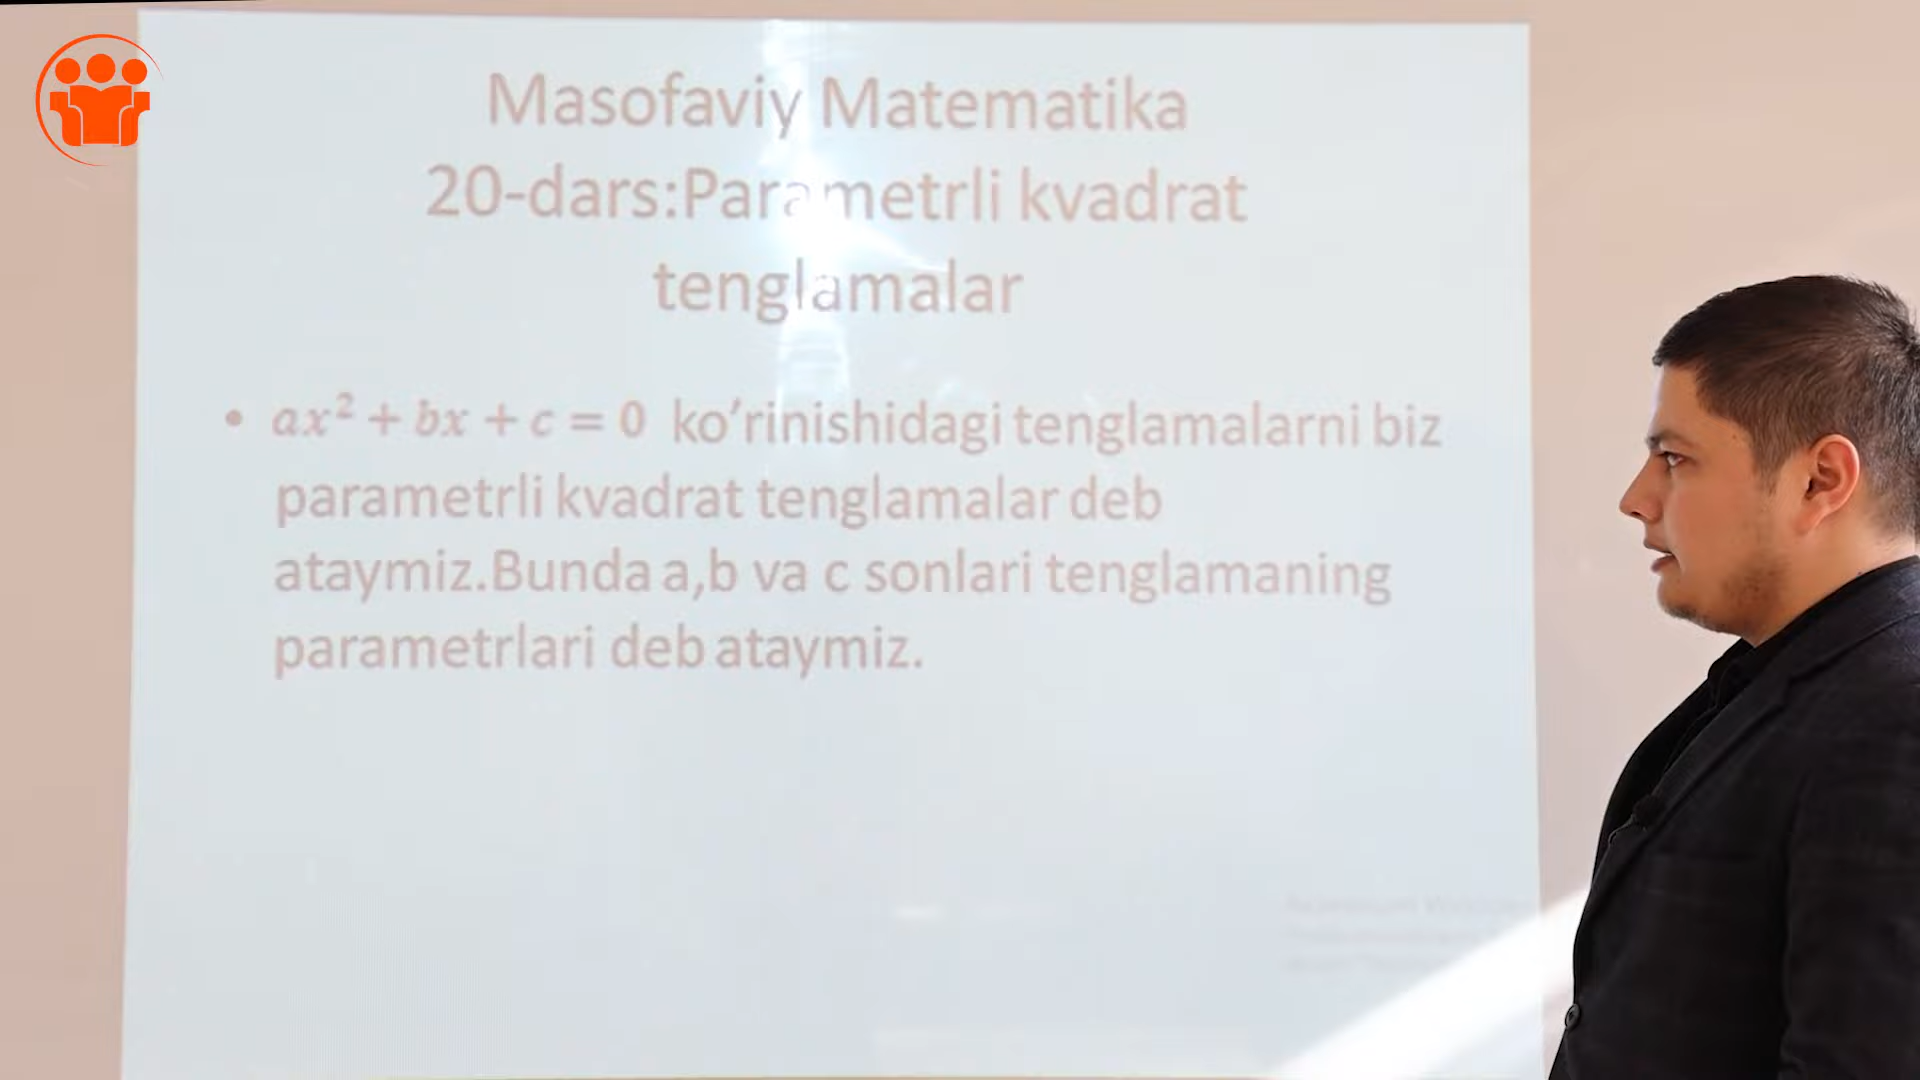 Masofaviy Matematika
20-dars:Parametrli kvadrat
tenglamalar
• ax² + bx + c = 0 ko’rinishidagi tenglamalarni biz
parametrli kvadrat tenglamalar deb
ataymiz.Bunda a,b va c sonlari tenglamaning
parametrlari deb ataymiz.